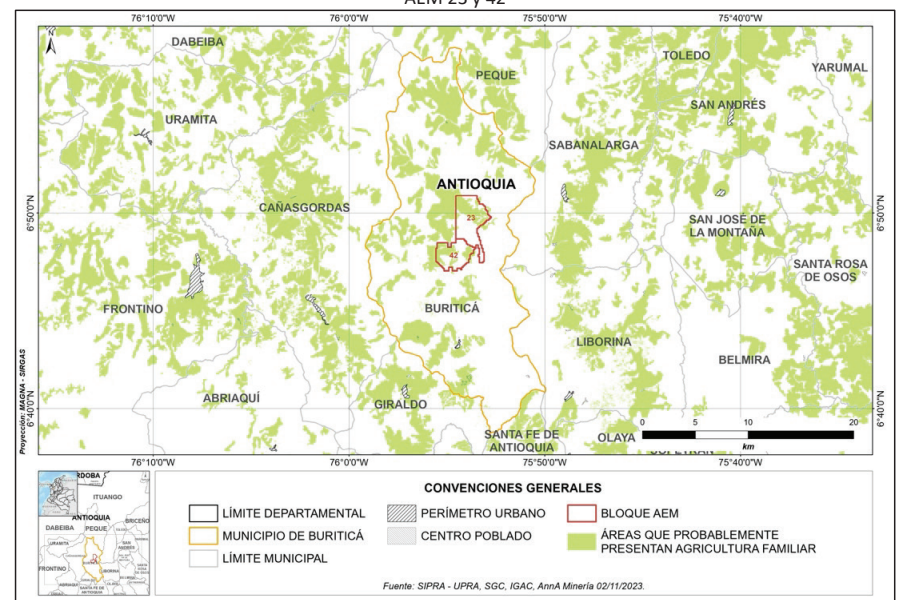 AEM 23 y 42
76°10'0"W 76°0'0"W 75°50'0"W 75°40'0"W
N
DABEIBA
TOLEDO
PEQUE
YARUMAL
SAN ANDRÉS
URAMITA
SABANALARGA
ANTIOQUIA
CAÑASGORDAS
6°50'0"N
23
6°50'0"N
SAN JOSÉ DE
LA MONTAÑA
42
SANTA ROSA
DE OSOS
FRONTINO
BURITICÁ
LIBORINA
BELMIRA
ABRIAQUÍ
GIRALDO
6°40'0"N
6°40'0"N
0 5 10 20
km
SANTA FE DE
ANTIOQUIA
OLAYA
SOPETRÁN
Proyección: MAGNA - SIRGAS
76°10'0"W 76°0'0"W 75°50'0"W 75°40'0"W
CONVENCIONES GENERALES
LÍMITE DEPARTAMENTAL
MUNICIPIO DE BURITICÁ
LÍMITE MUNICIPAL
PERÍMETRO URBANO
CENTRO POBLADO
BLOQUE AEM
ÁREAS QUE PROBABLEMENTE
PRESENTAN AGRICULTURA FAMILIAR
Fuente: SIPRA - UPRA, SGC, IGAC, AnnA Minería 02/11/2023.
ITUANGO
ANTIOQUIA
BRICEÑO
DABEIBA
PEQUE
URAMITA
FRONTINO